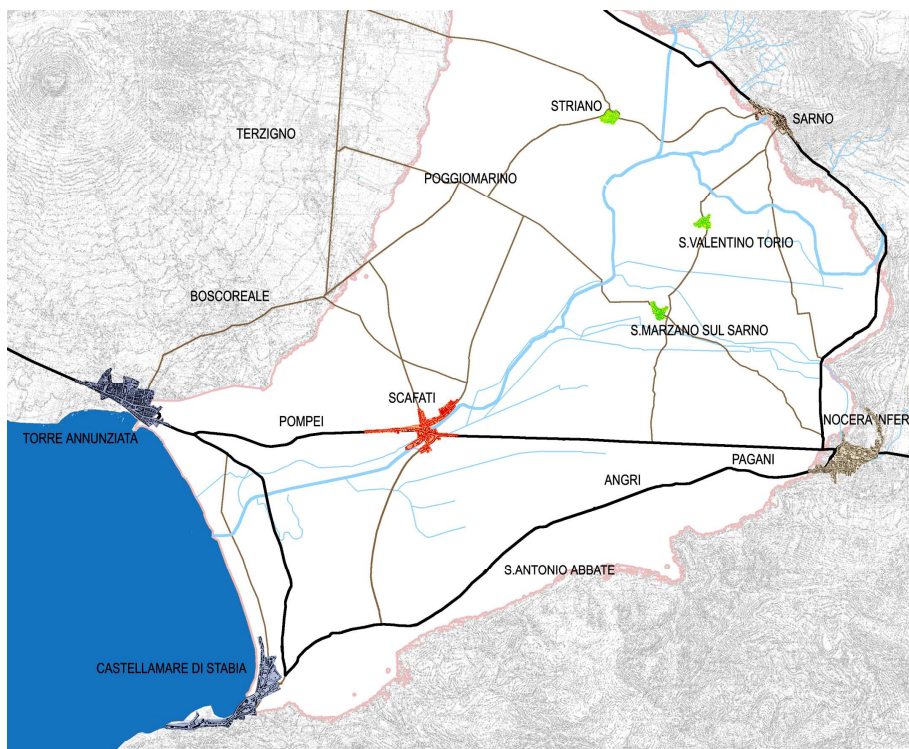 STRIANO
SARNO
TERZIGNO
POGGIOMARINO
S.VALENTINO TORIO
BOSCOREALE
S.MARZANO SUL SARNO
SCAFATI
POMPEI
NOCERA INFER
TORRE ANNUNZIATA
PAGANI
ANGRI
S.ANTONIO ABBATE
CASTELLAMARE DI STABIA